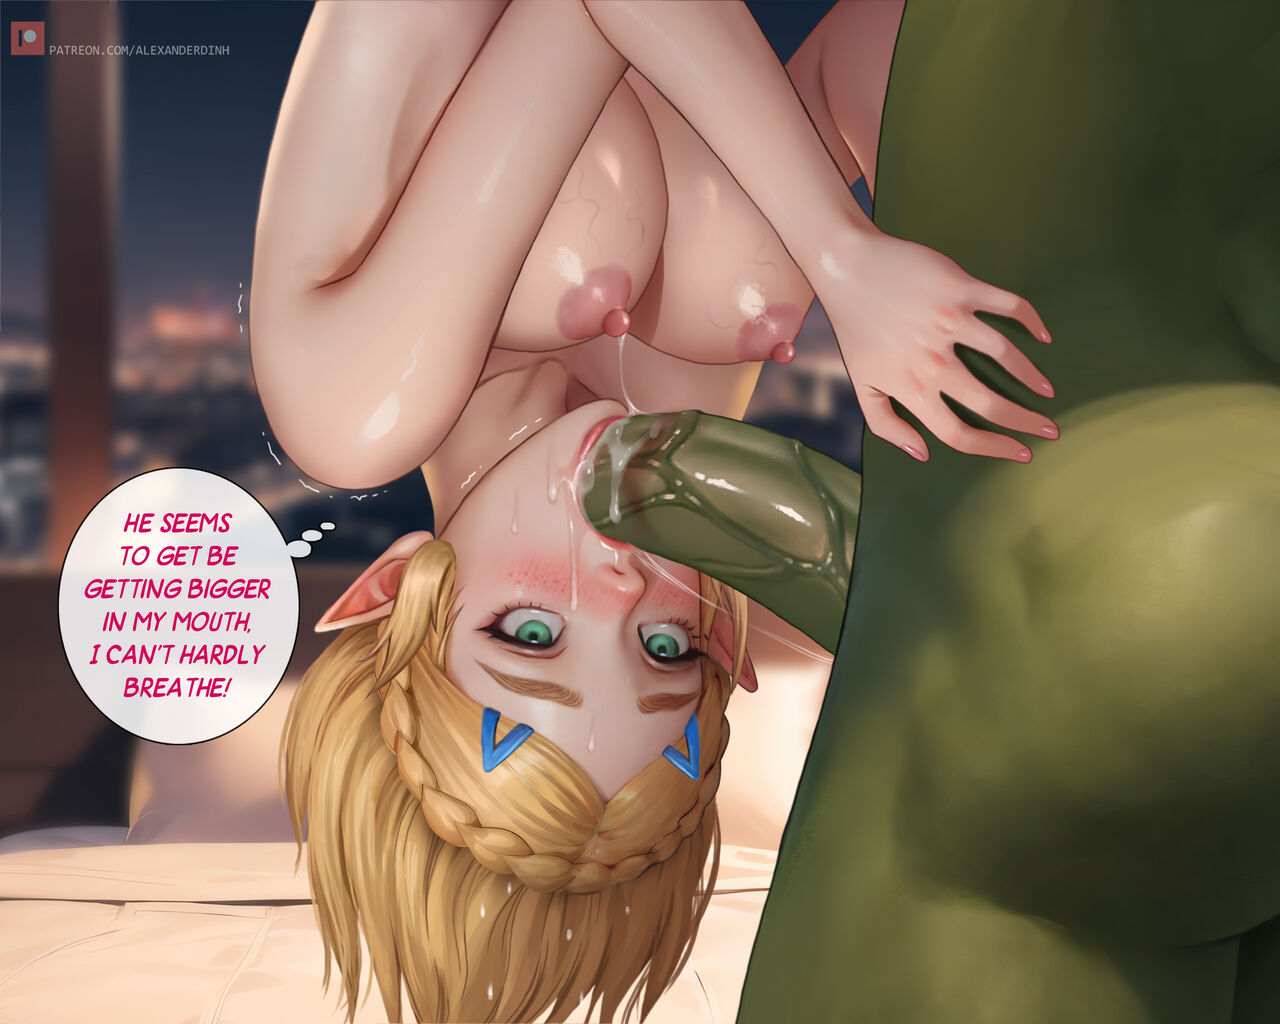 PATREON.COM/ALEXANDERDINH
HE SEEMS
TO GET BE
GETTING BIGGER
IN MY MOUTH,
I CAN'T HARDLY
BREATHE!